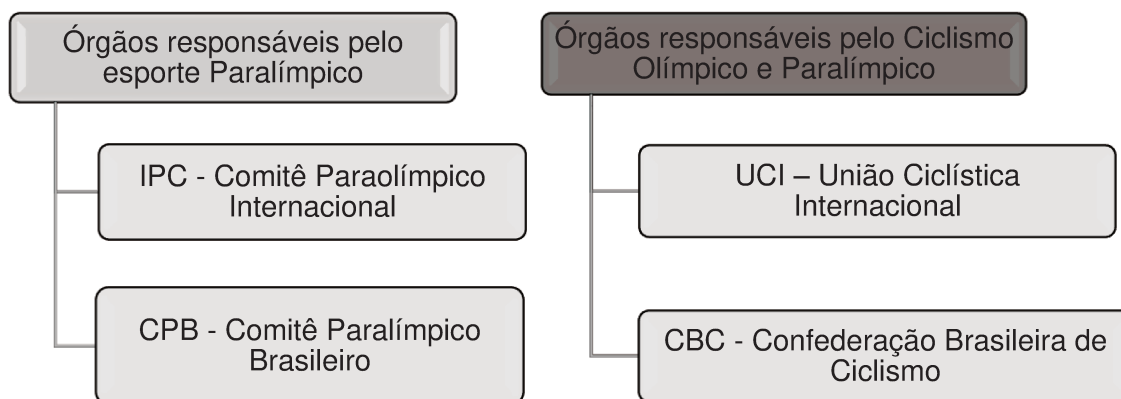 Órgãos responsáveis pelo
esporte Paralímpico
IPC - Comitê Paraolímpico
Internacional
CPB - Comitê Paralímpico
Brasileiro
Órgãos responsáveis pelo Ciclismo
Olímpico e Paralímpico
UCI – União Ciclística
Internacional
CBC - Confederação Brasileira de
Ciclismo